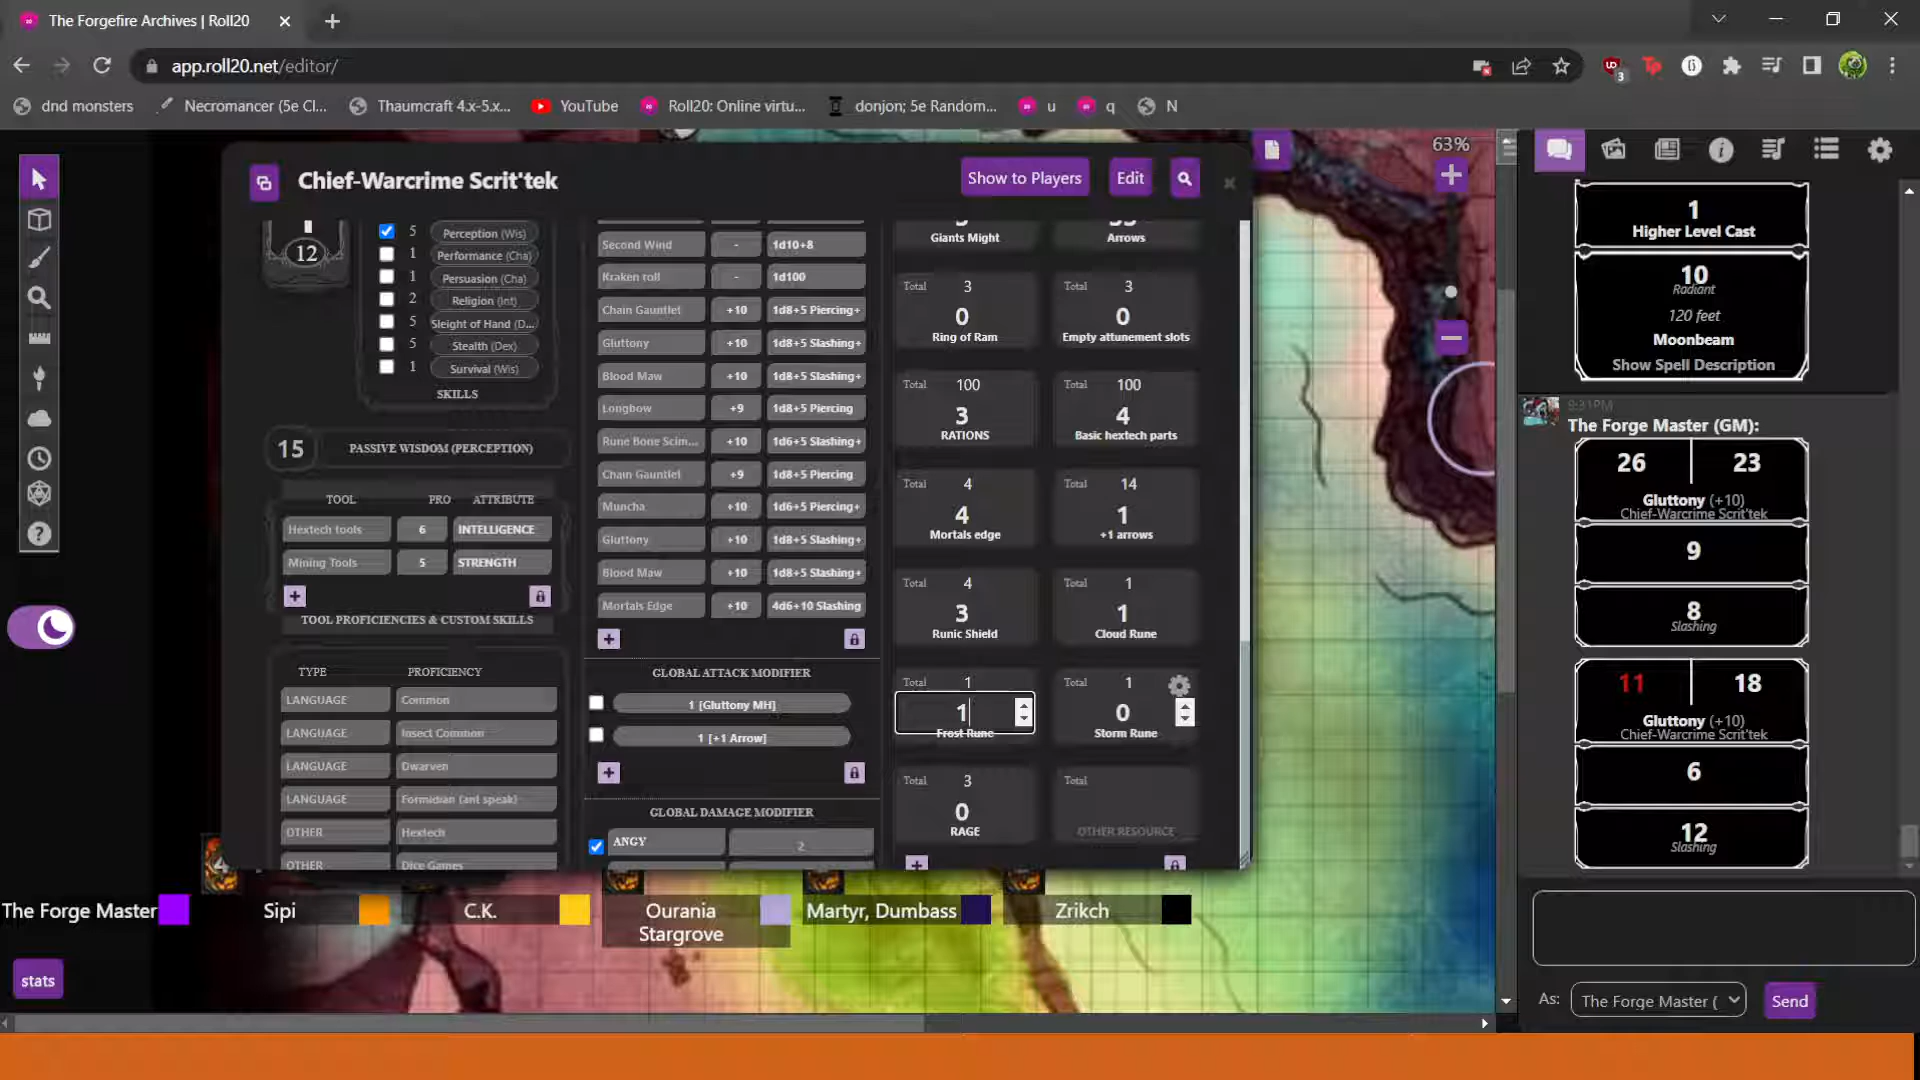 The Forgefire Archives | Roll20
app.roll20.net/editor/
3
dnd monsters
Necromancer (5e Cl...
Thaumcraft 4.x-5.x...
YouTube
Roll20: Online virtu...
donjon; 5e Random...
u
q
N
Chief-Warcrime Scrit'tek
Show to Players
Edit
63%
12
5 Perception (Wis)
1 Performance (Cha)
1 Persuasion (Cha)
2 Religion (Int)
5 Sleight of Hand (D...
5 Stealth (Dex)
1 Survival (Wis)
SKILLS
15 PASSIVE WISDOM (PERCEPTION)
TOOL PRO ATTRIBUTE
Hextech tools 6 INTELLIGENCE
Mining Tools 5 STRENGTH
TOOL PROFICIENCIES & CUSTOM SKILLS
TYPE PROFICIENCY
LANGUAGE Common
LANGUAGE Insect Common
LANGUAGE Dwarven
LANGUAGE Formidian (ant speak)
OTHER Hextech
OTHER Dice Games
Second Wind - 1d10+8
Kraken roll - 1d100
Chain Gauntlet +10 1d8+5 Piercing+
Gluttony +10 1d8+5 Slashing+
Blood Maw +10 1d8+5 Slashing+
Longbow +9 1d8+5 Piercing
Rune Bone Scim... +10 1d6+5 Slashing+
Chain Gauntlet +9 1d8+5 Piercing
Muncha +10 1d6+5 Piercing+
Gluttony +10 1d8+5 Slashing+
Blood Maw +10 1d8+5 Slashing+
Mortals Edge +10 4d6+10 Slashing
GLOBAL ATTACK MODIFIER
1 [Gluttony MH]
1 [+1 Arrow]
GLOBAL DAMAGE MODIFIER
ANGY 2
Giants Might
Arrows
Total 3
0
Ring of Ram
Total 3
0
Empty attunement slots
Total 100
3
RATIONS
Total 100
4
Basic hextech parts
Total 4
4
Mortals edge
Total 14
1
+1 arrows
Total 4
3
Runic Shield
Total 1
1
Cloud Rune
Total 1
1
Frost Rune
Total 1
0
Storm Rune
Total 3
0
RAGE
Total
OTHER RESOURCE
1
Higher Level Cast
10
Radiant
120 feet
Moonbeam
Show Spell Description
9:31PM
The Forge Master (GM):
26 23
Gluttony (+10)
Chief-Warcrime Scrit'tek
9
8
Slashing
11 18
Gluttony (+10)
Chief-Warcrime Scrit'tek
6
12
Slashing
As: The Forge Master (
Send
4
The Forge Master
Sipi
C.K.
Ourania
Stargrove
Martyr, Dumbass
Zrikch
stats